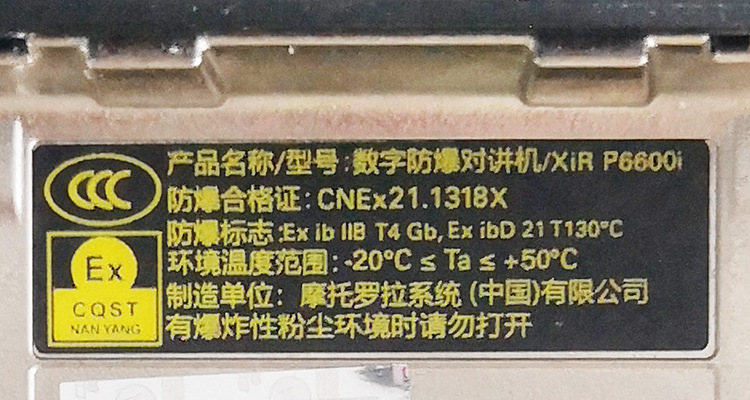 CCC
产品名称/型号:数字防爆对讲机/XiR P6600i
防爆合格证:CNEx21.1318X
防爆标志:Ex ib IIB T4 Gb, Ex ibD 21 T130°C
环境温度范围:-20°C ≤ Ta ≤ +50°C
制造单位: 摩托罗拉系统 (中国)有限公司
有爆炸性粉尘环境时请勿打开
Ex
CQST
NANYANG